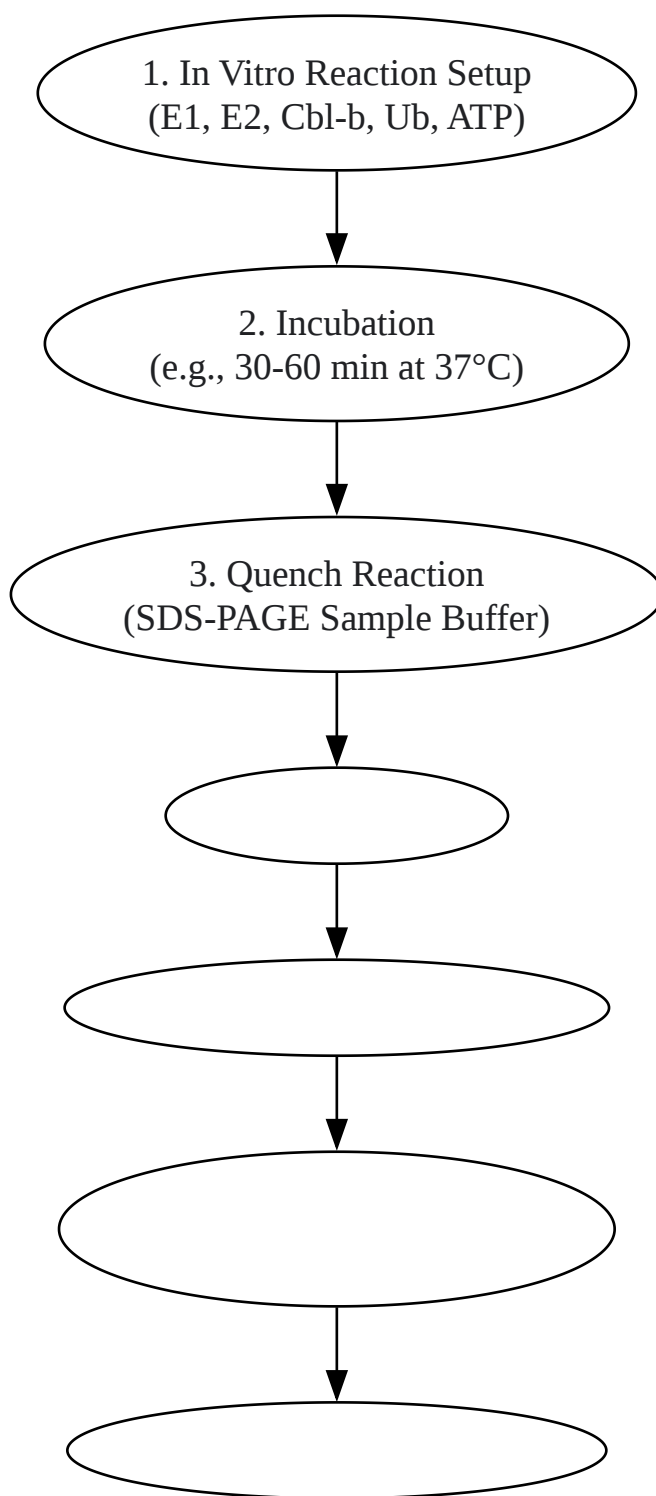 1. In Vitro Reaction Setup
(E1, E2, Cbl-b, Ub, ATP)
2. Incubation
(e.g., 30-60 min at 37°C)
3. Quench Reaction
(SDS-PAGE Sample Buffer)